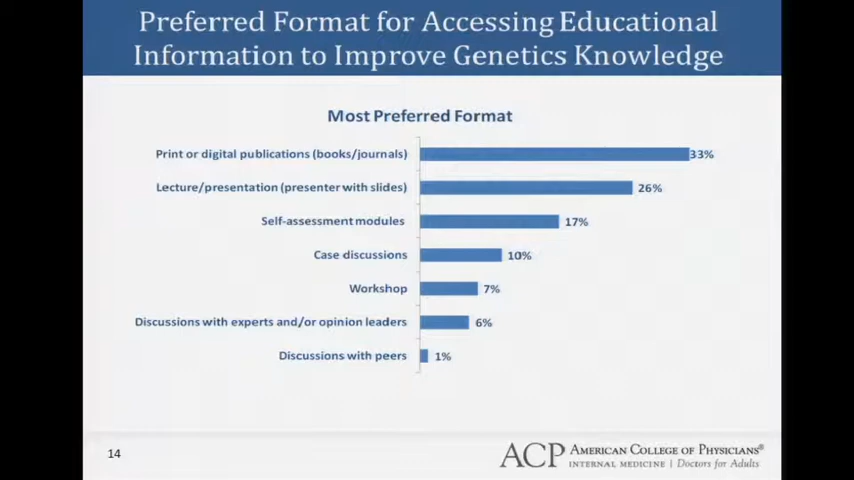 Preferred Format for Accessing Educational
Information to Improve Genetics Knowledge
Most Preferred Format
Print or digital publications (books/journals) 33%
Lecture/presentation (presenter with slides) 26%
Self-assessment modules 17%
Case discussions 10%
Workshop 7%
Discussions with experts and/or opinion leaders 6%
Discussions with peers 1%
14
ACP AMERICAN COLLEGE OF PHYSICIANS®
INTERNAL MEDICINE | Doctors for Adults